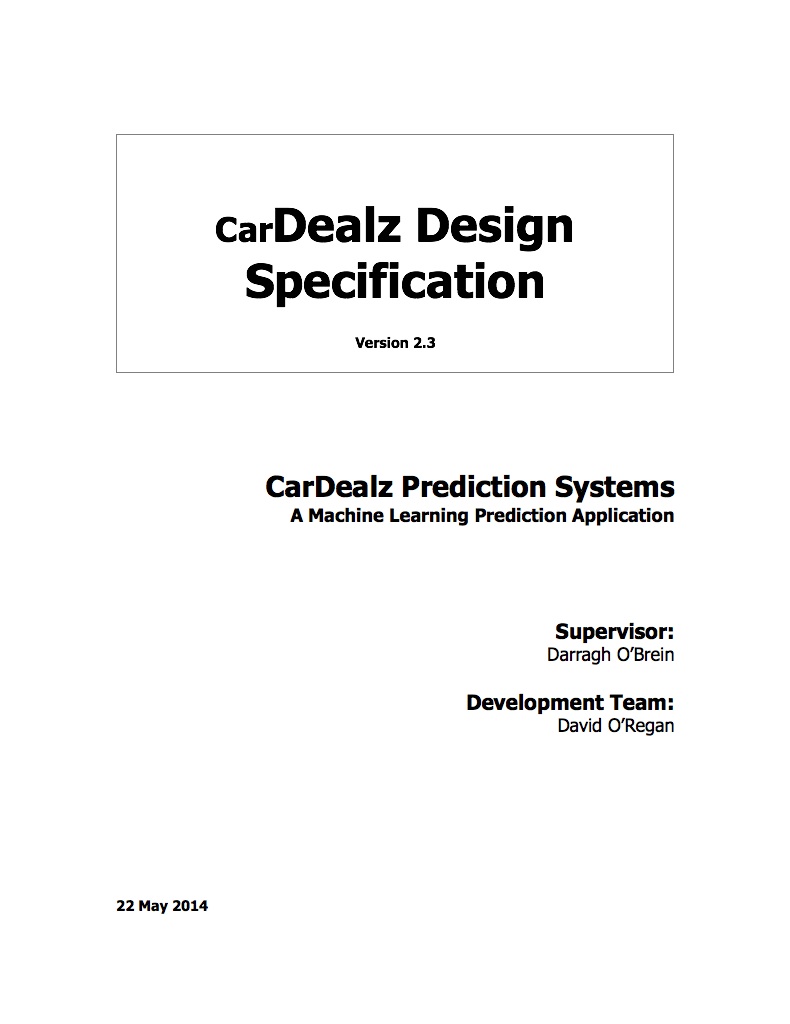 CarDealz Design
Specification
Version 2.3
CarDealz Prediction Systems
A Machine Learning Prediction Application
Supervisor:
Darragh O’Brein
Development Team:
David O’Regan
22 May 2014